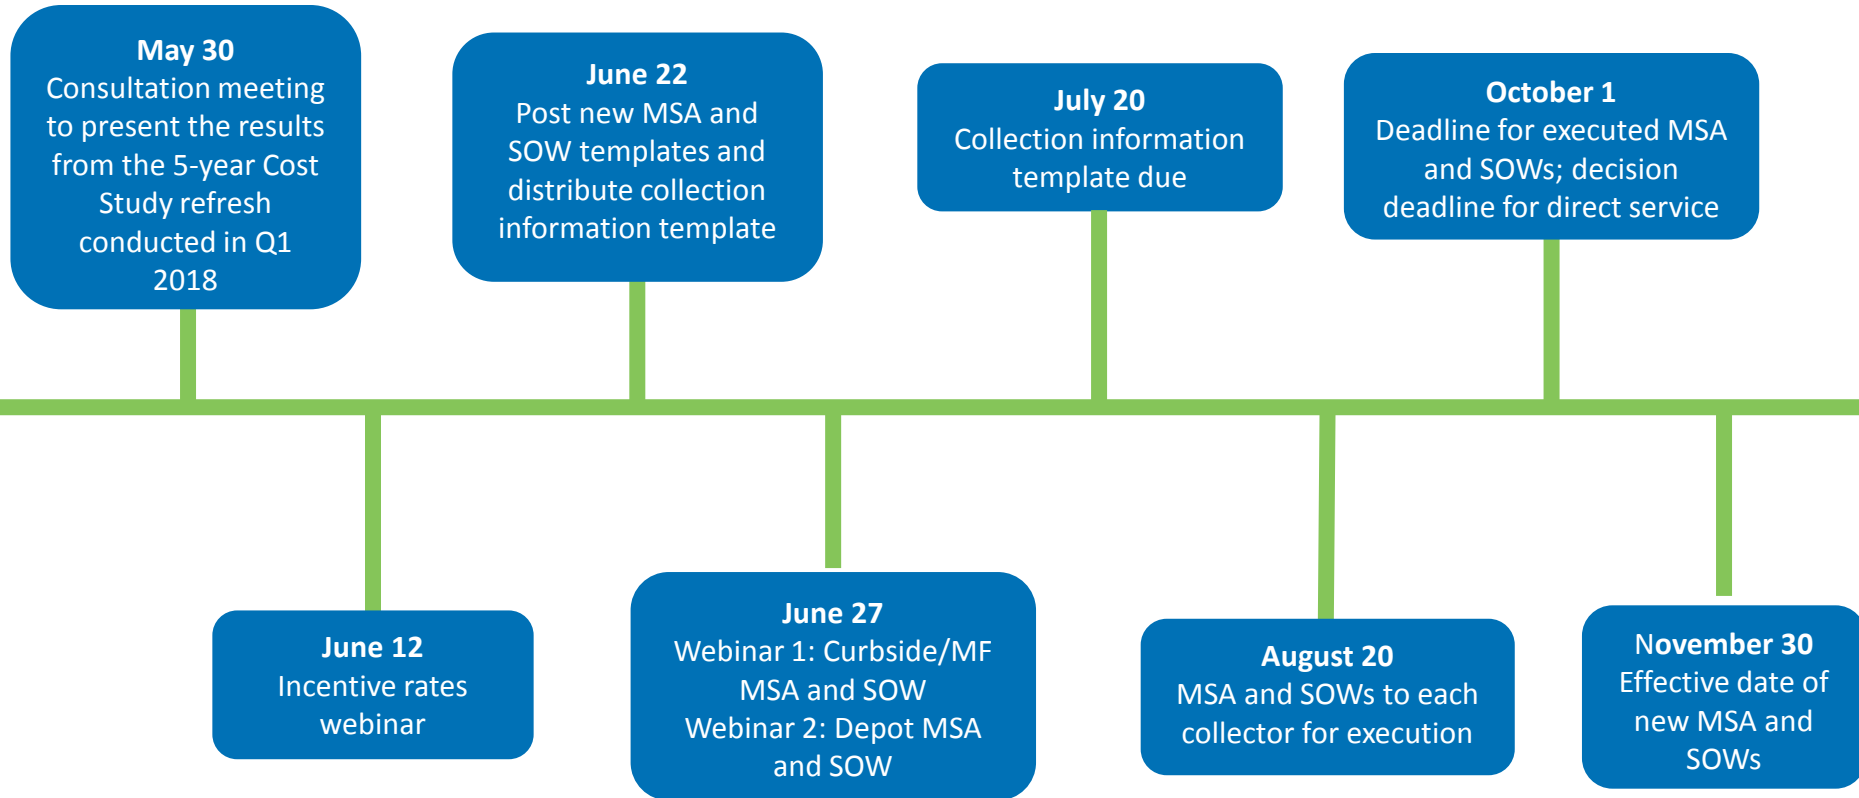 May 30
Consultation meeting
to present the results
from the 5-year Cost
Study refresh
conducted in Q1
2018
June 22
Post new MSA and
SOW templates and
distribute collection
information template
July 20
Collection information
template due
October 1
Deadline for executed MSA
and SOWs; decision
deadline for direct service
June 12
Incentive rates
webinar
June 27
Webinar 1: Curbside/MF
MSA and SOW
Webinar 2: Depot MSA
and SOW
August 20
MSA and SOWs to each
collector for execution
November 30
Effective date of
new MSA and
SOWs